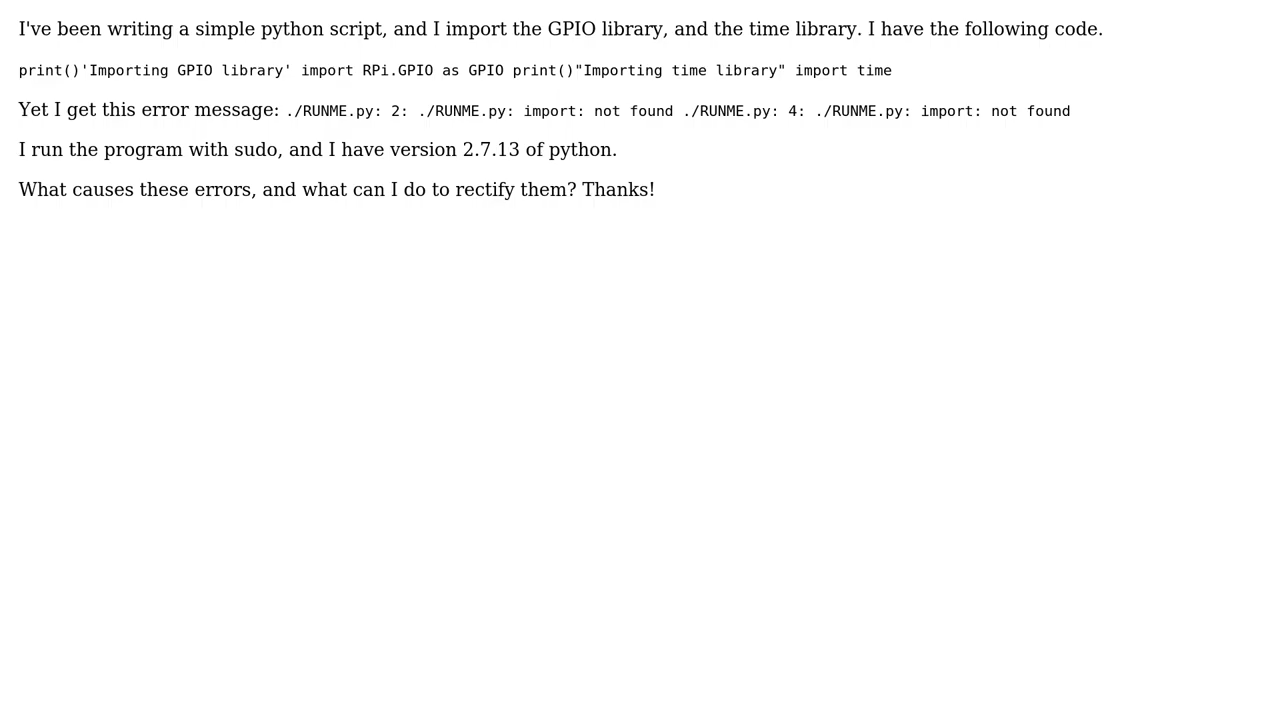 I've been writing a simple python script, and I import the GPIO library, and the time library. I have the following code.
print()'Importing GPIO library' import RPi.GPIO as GPIO print()"Importing time library" import time
Yet I get this error message: ./RUNME.py: 2: ./RUNME.py: import: not found ./RUNME.py: 4: ./RUNME.py: import: not found
I run the program with sudo, and I have version 2.7.13 of python.
What causes these errors, and what can I do to rectify them? Thanks!